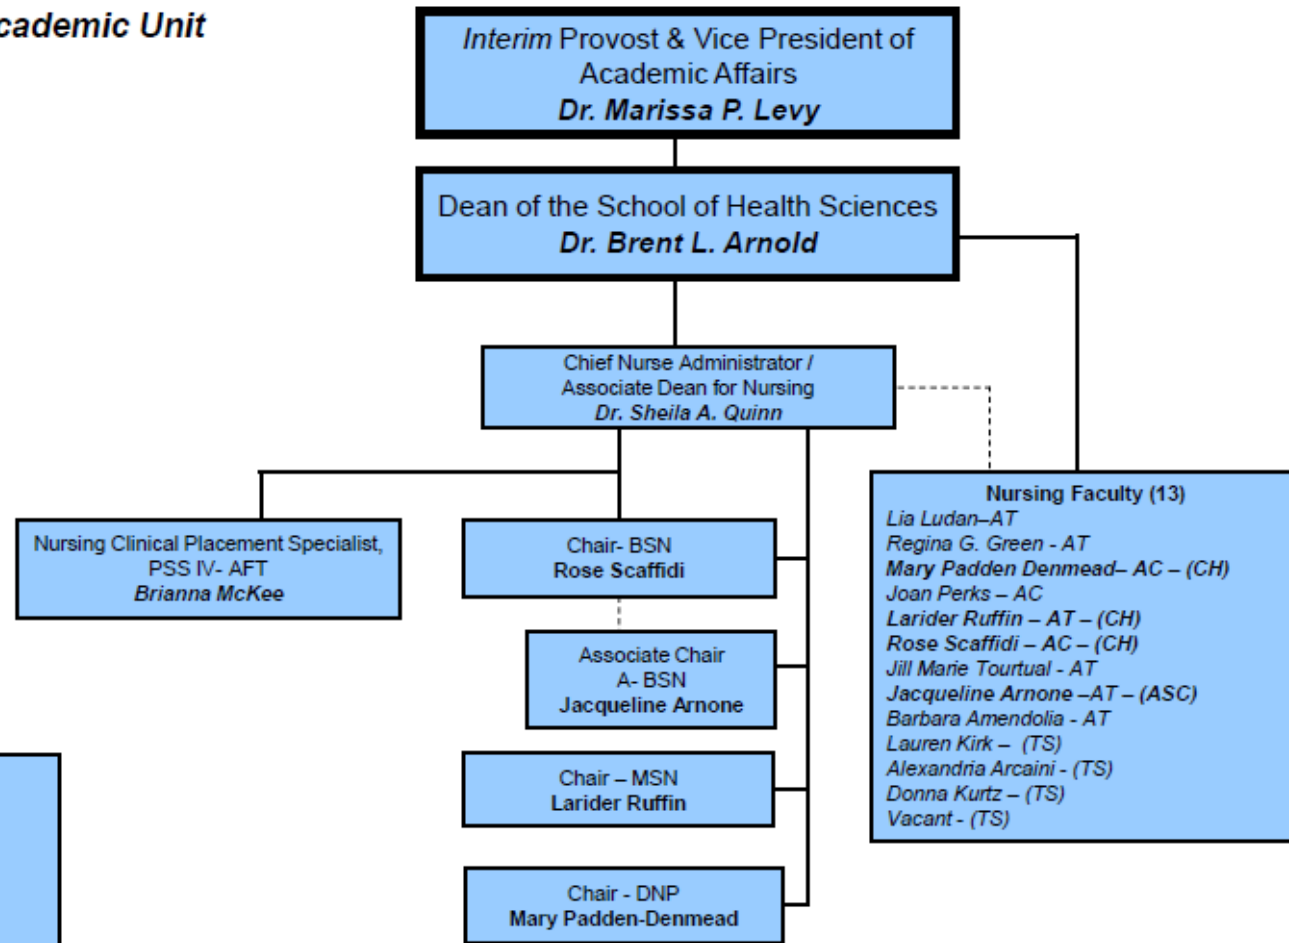 Academic Unit
Interim Provost & Vice President of
Academic Affairs
Dr. Marissa P. Levy
Dean of the School of Health Sciences
Dr. Brent L. Arnold
Chief Nurse Administrator /
Associate Dean for Nursing
Dr. Sheila A. Quinn
Nursing Clinical Placement Specialist,
PSS IV- AFT
Brianna McKee
Chair- BSN
Rose Scaffidi
Associate Chair
A- BSN
Jacqueline Arnone
Chair – MSN
Larider Ruffin
Chair - DNP
Mary Padden-Denmead
Nursing Faculty (13)
Lia Ludan–AT
Regina G. Green - AT
Mary Padden Denmead– AC – (CH)
Joan Perks – AC
Larider Ruffin – AT – (CH)
Rose Scaffidi – AC – (CH)
Jill Marie Tourtual - AT
Jacqueline Arnone –AT – (ASC)
Barbara Amendolia - AT
Lauren Kirk – (TS)
Alexandria Arcaini - (TS)
Donna Kurtz – (TS)
Vacant - (TS)